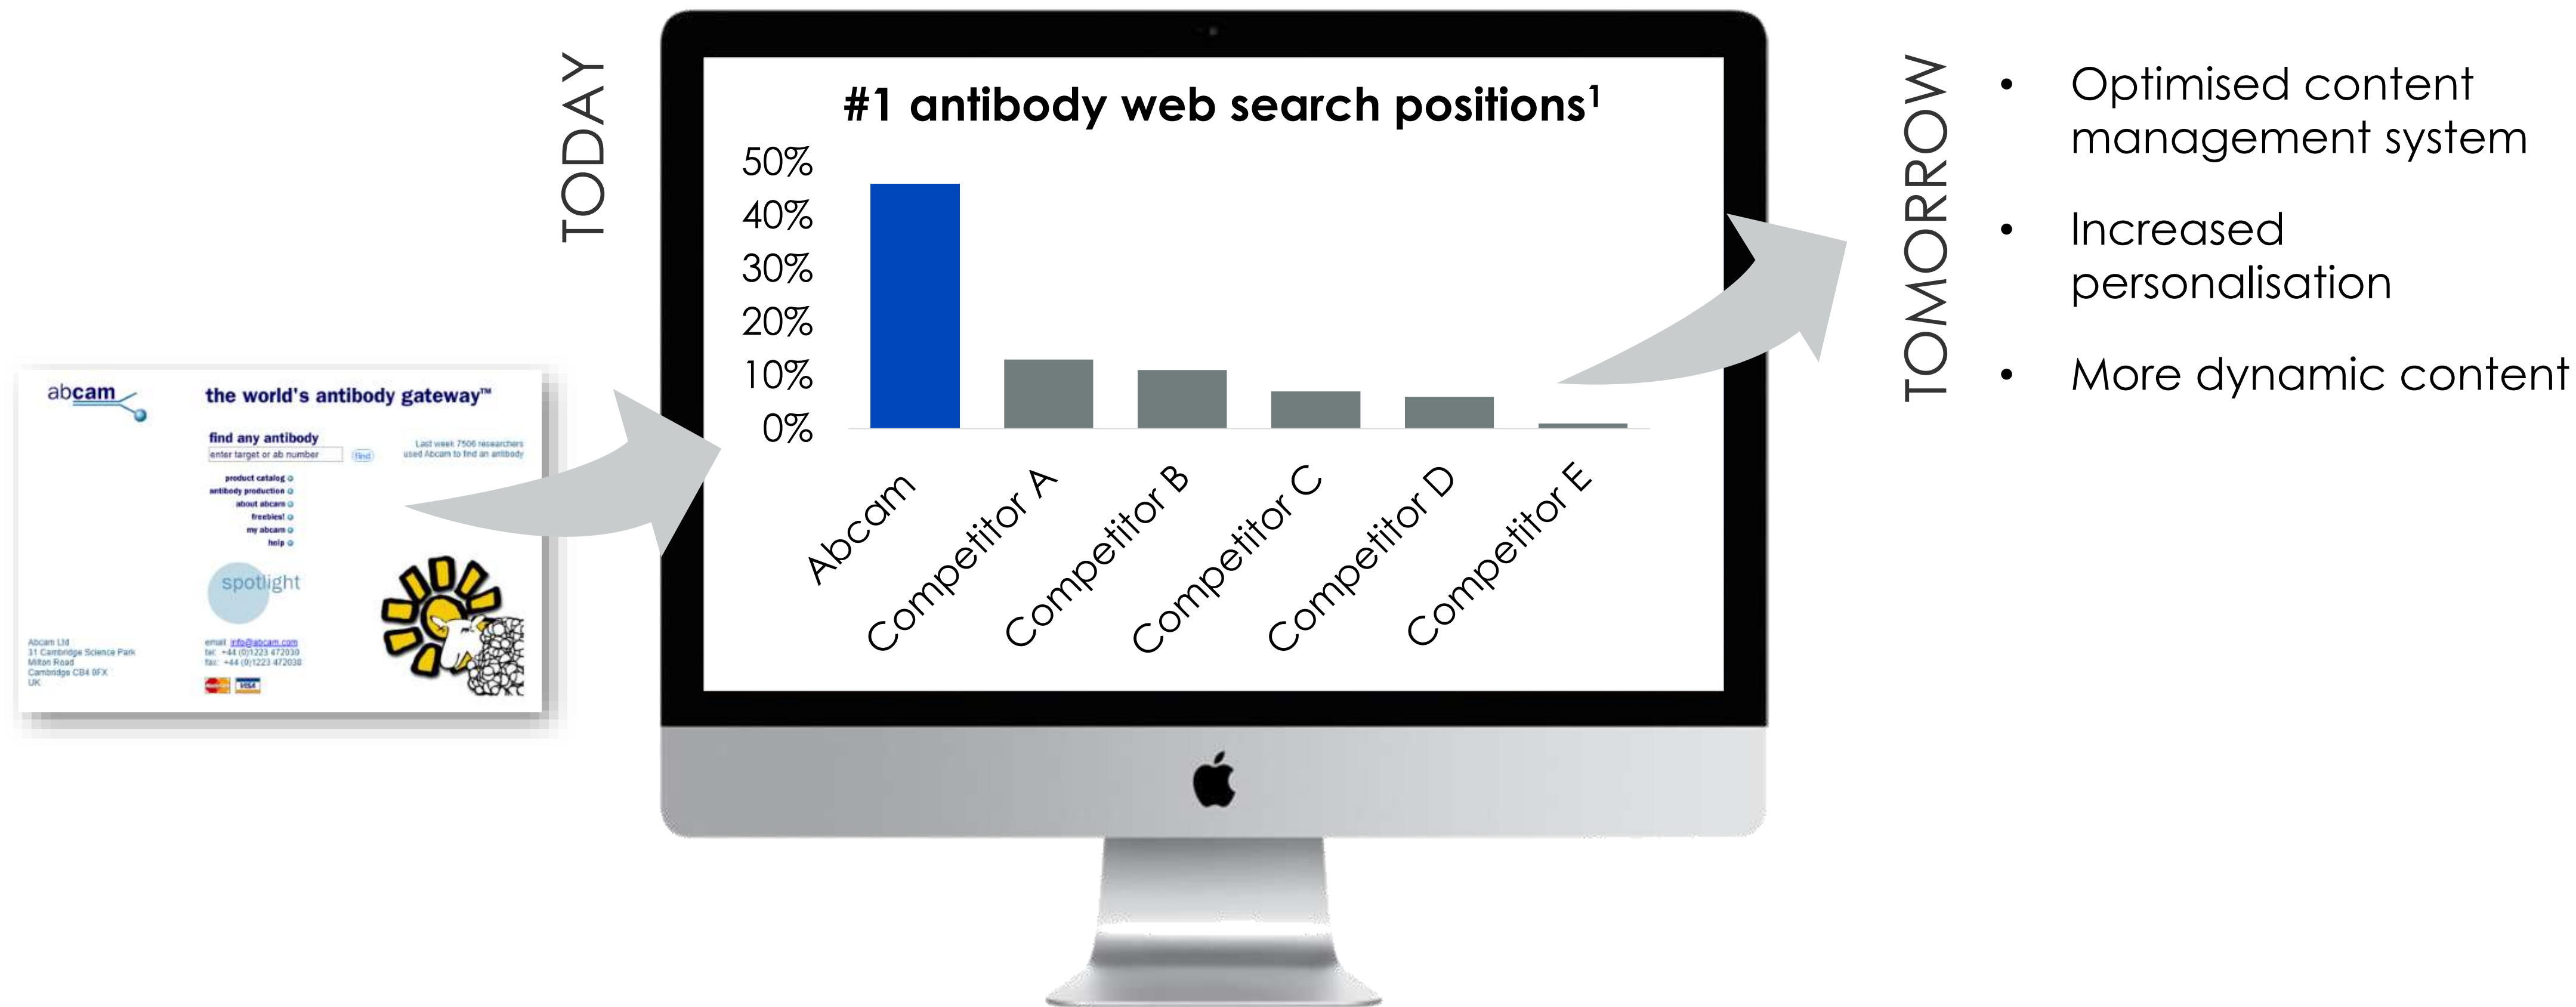 abcam
the world's antibody gateway™
find any antibody
enter target or ab number
find
Last week 7506 researchers
used Abcam to find an antibody
product catalog
antibody production
about abcam
freebies!
my abcam
help
spotlight
Abcam Ltd
31 Cambridge Science Park
Milton Road
Cambridge CB4 0FX
UK
email: info@abcam.com
tel: +44 (0)1223 472030
fax: +44 (0)1223 472038
VISA
TODAY
#1 antibody web search positions¹
50%
40%
30%
20%
10%
0%
Abcam
Competitor A
Competitor B
Competitor C
Competitor D
Competitor E
TOMORROW
• Optimised content
management system
• Increased
personalisation
• More dynamic content